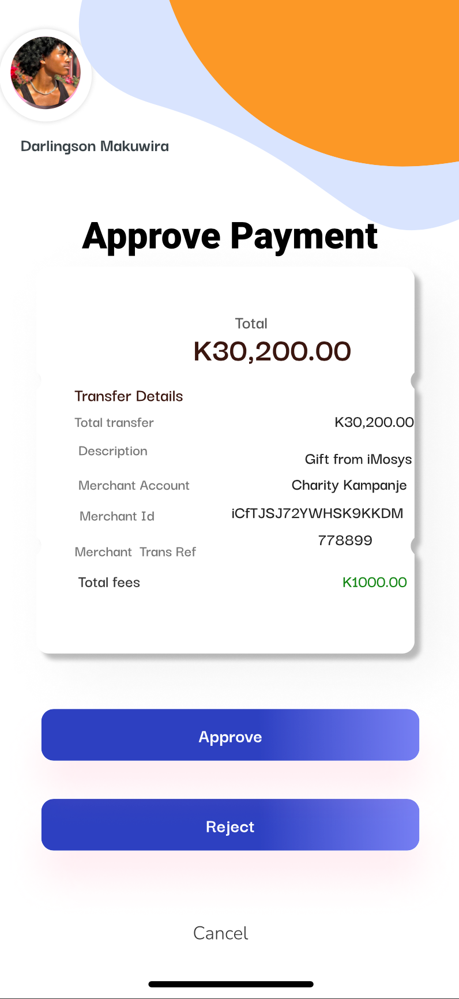 Darlingson Makuwira
Approve Payment
Total
K30,200.00
Transfer Details
Total transfer K30,200.00
Description Gift from iMosys
Merchant Account Charity Kampanje
Merchant Id iCfTJSJ72YWHSK9KKDM
Merchant Trans Ref 778899
Total fees K1000.00
Approve
Reject
Cancel